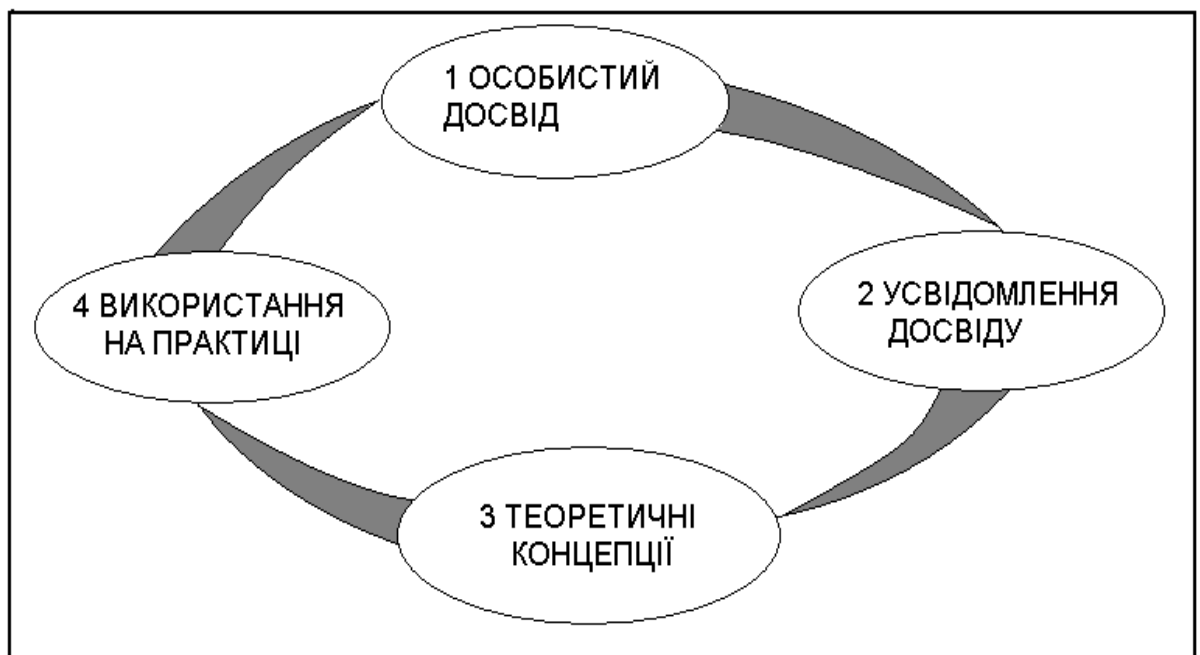 1 ОСОБИСТИЙ
ДОСВІД
2 УСВІДОМЛЕННЯ
ДОСВІДУ
3 ТЕОРЕТИЧНІ
КОНЦЕПЦІЇ
4 ВИКОРИСТАННЯ
НА ПРАКТИЦІ